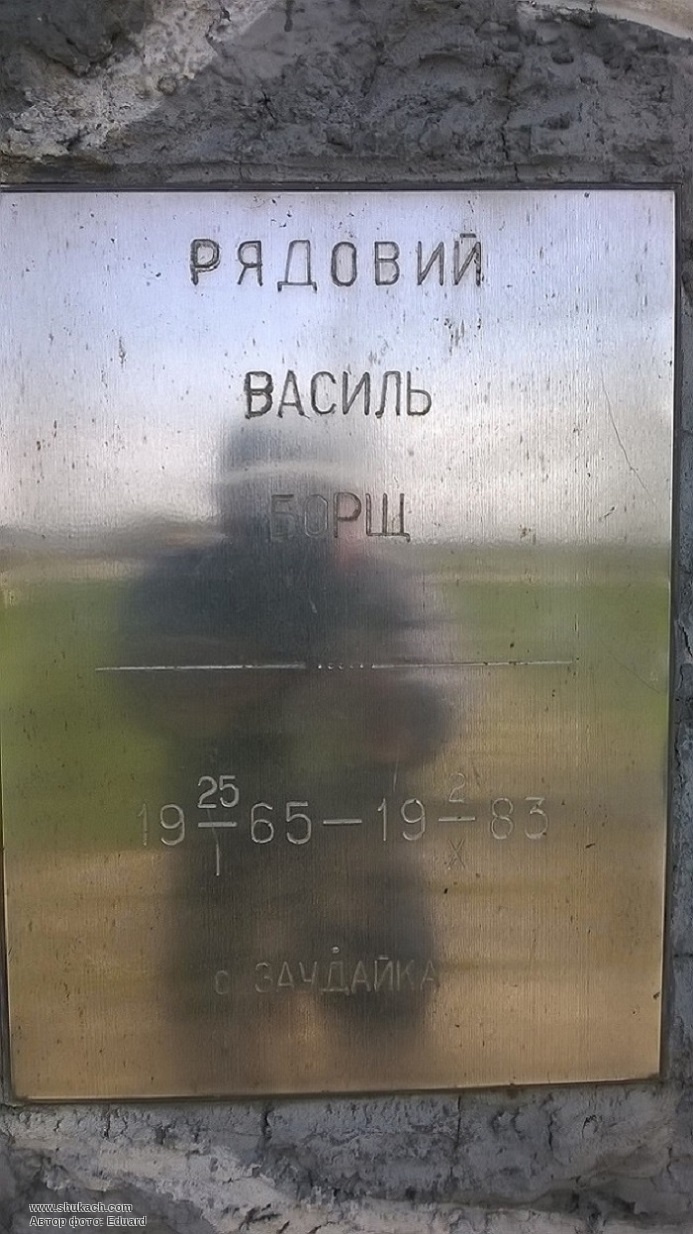 РЯДОВИЙ
ВАСИЛЬ
БОРЩ
19 25/I 65 — 19 2/X 83
с ЗАУДАЙКА
www.shukach.com
Автор фото: Eduard